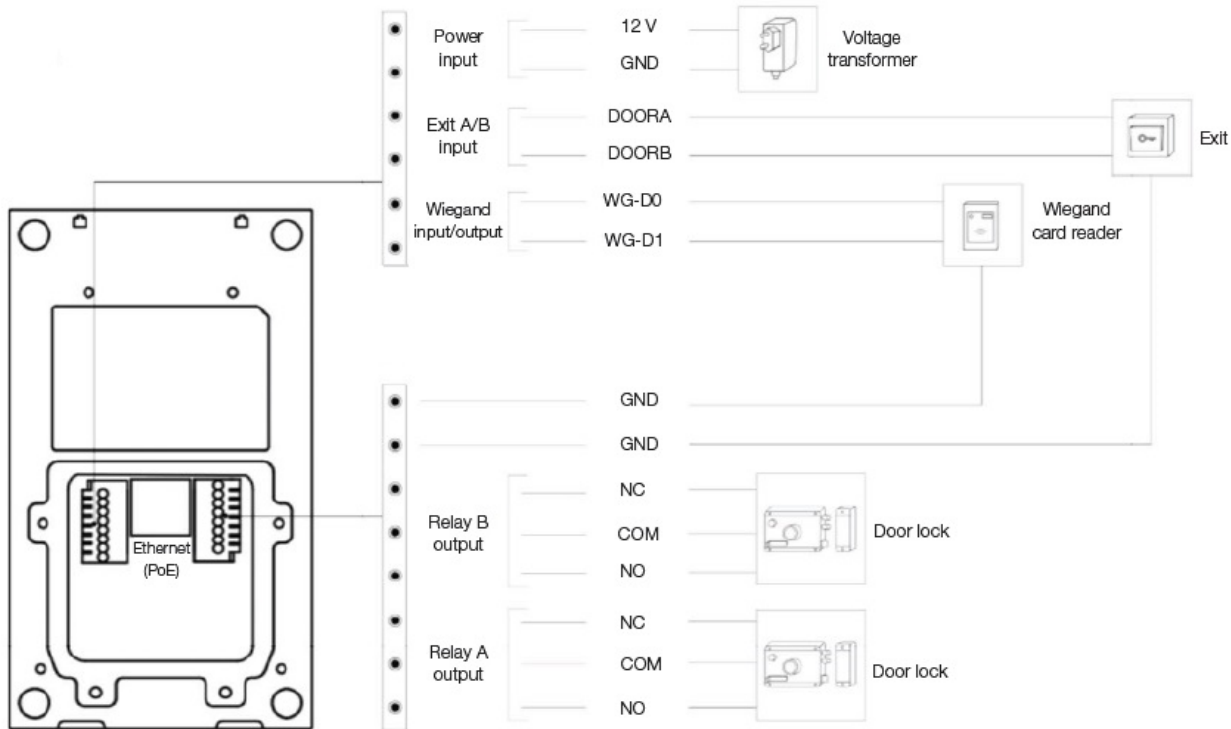 Power
input
12 V
GND
Voltage
transformer
Exit A/B
input
DOORA
DOORB
Exit
Wiegand
input/output
WG-D0
WG-D1
Wiegand
card reader
GND
GND
Relay B
output
NC
COM
NO
Door lock
Ethernet
(PoE)
Relay A
output
NC
COM
NO
Door lock